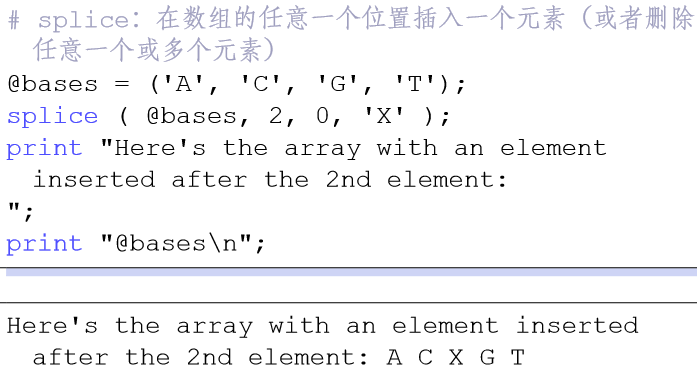 # splice: 在数组的任意一个位置插入一个元素（或者删除
任意一个或多个元素）
@bases = ('A', 'C', 'G', 'T');
splice ( @bases, 2, 0, 'X' );
print "Here's the array with an element
inserted after the 2nd element:
";
print "@bases\n";
Here's the array with an element inserted
after the 2nd element: A C X G T